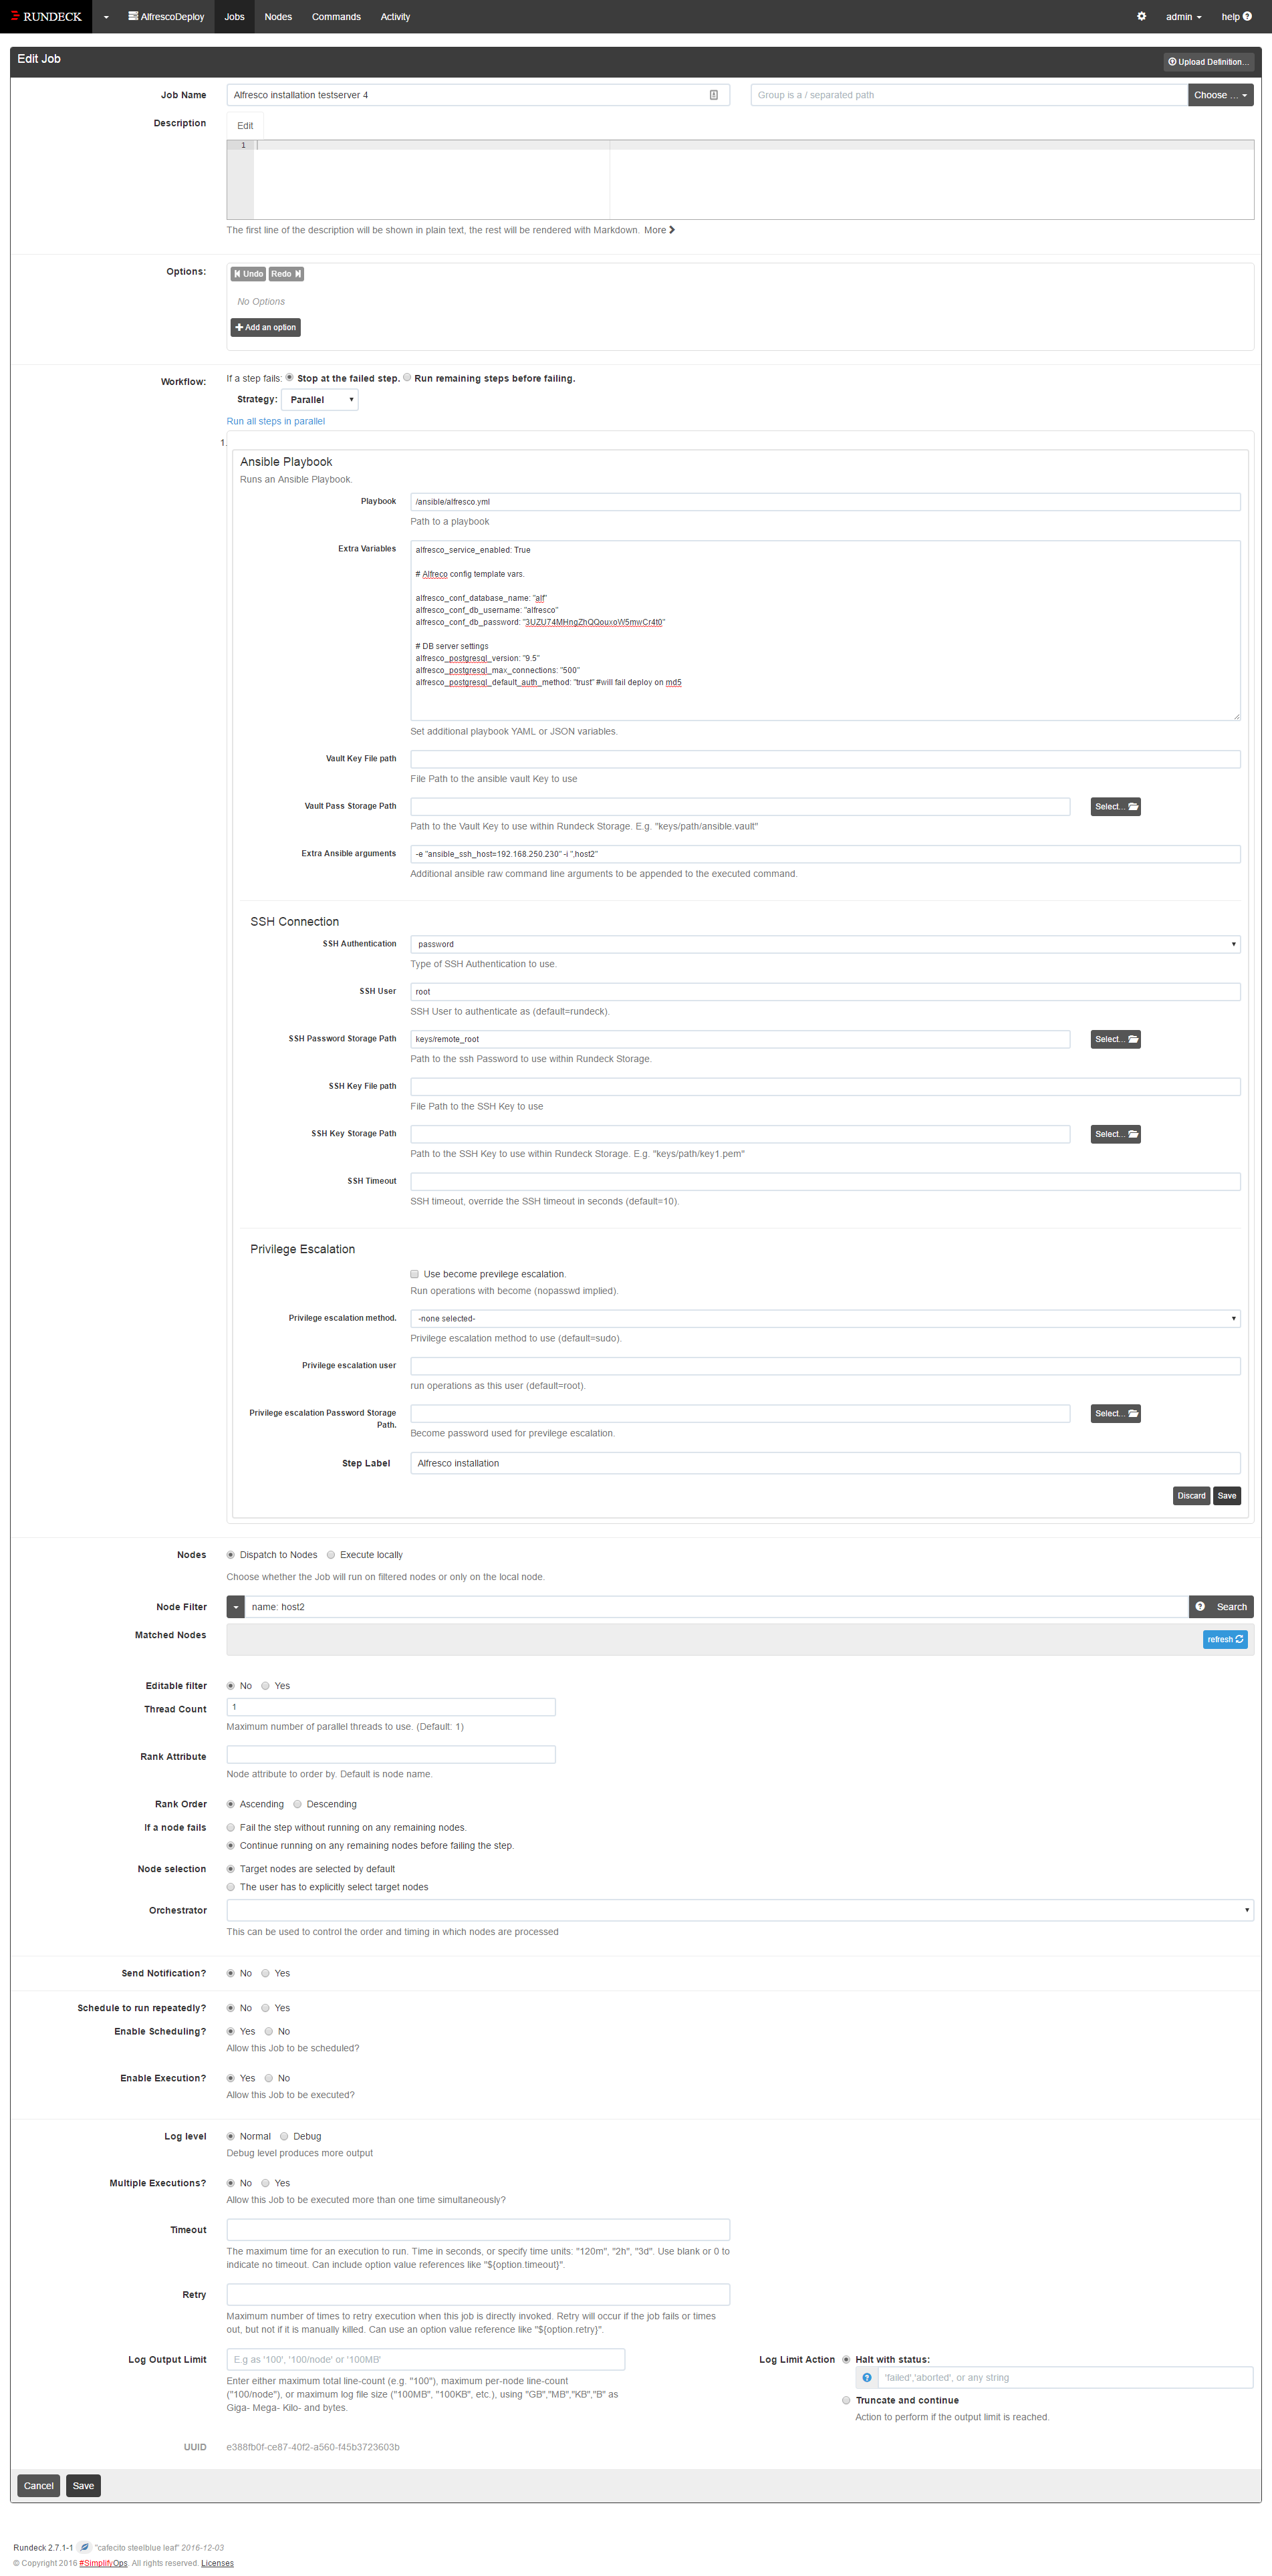 RUNDECK AlfrescoDeploy Jobs Nodes Commands Activity admin help
Edit Job Upload Definition...
Job Name Alfresco installation testserver 4 Group is a / separated path Choose ...
Description Edit
1
The first line of the description will be shown in plain text, the rest will be rendered with Markdown. More
Options: Undo Redo
No Options
Add an option
Workflow: If a step fails: Stop at the failed step. Run remaining steps before failing.
Strategy: Parallel
Run all steps in parallel
1.
Ansible Playbook
Runs an Ansible Playbook.
Playbook /ansible/alfresco.yml
Path to a playbook
Extra Variables alfresco_service_enabled: True
# Alfreco config template vars.
alfresco_conf_database_name: "alf"
alfresco_conf_db_username: "alfresco"
alfresco_conf_db_password: "3UZU74MHngZhQQouxoW5mwCr4t0"
# DB server settings
alfresco_postgresql_version: "9.5"
alfresco_postgresql_max_connections: "500"
alfresco_postgresql_default_auth_method: "trust" #will fail deploy on md5
Set additional playbook YAML or JSON variables.
Vault Key File path
File Path to the ansible vault Key to use
Vault Pass Storage Path Select...
Path to the Vault Key to use within Rundeck Storage. E.g. "keys/path/ansible.vault"
Extra Ansible arguments -e "ansible_ssh_host=192.168.250.230" -i ",host2"
Additional ansible raw command line arguments to be appended to the executed command.
SSH Connection
SSH Authentication password
Type of SSH Authentication to use.
SSH User root
SSH User to authenticate as (default=rundeck).
SSH Password Storage Path keys/remote_root Select...
Path to the ssh Password to use within Rundeck Storage.
SSH Key File path
File Path to the SSH Key to use
SSH Key Storage Path Select...
Path to the SSH Key to use within Rundeck Storage. E.g. "keys/path/key1.pem"
SSH Timeout
SSH timeout, override the SSH timeout in seconds (default=10).
Privilege Escalation
Use become previlege escalation.
Run operations with become (nopasswd implied).
Privilege escalation method. -none selected-
Privilege escalation method to use (default=sudo).
Privilege escalation user
run operations as this user (default=root).
Privilege escalation Password Storage Path. Select...
Become password used for previlege escalation.
Step Label Alfresco installation
Discard Save
Nodes Dispatch to Nodes Execute locally
Choose whether the Job will run on filtered nodes or only on the local node.
Node Filter name: host2 Search
Matched Nodes refresh
Editable filter No Yes
Thread Count 1
Maximum number of parallel threads to use. (Default: 1)
Rank Attribute
Node attribute to order by. Default is node name.
Rank Order Ascending Descending
If a node fails Fail the step without running on any remaining nodes.
Continue running on any remaining nodes before failing the step.
Node selection Target nodes are selected by default
The user has to explicitly select target nodes
Orchestrator
This can be used to control the order and timing in which nodes are processed
Send Notification? No Yes
Schedule to run repeatedly? No Yes
Enable Scheduling? Yes No
Allow this Job to be scheduled?
Enable Execution? Yes No
Allow this Job to be executed?
Log level Normal Debug
Debug level produces more output
Multiple Executions? No Yes
Allow this Job to be executed more than one time simultaneously?
Timeout
The maximum time for an execution to run. Time in seconds, or specify time units: "120m", "2h", "3d". Use blank or 0 to
indicate no timeout. Can include option value references like "${option.timeout}".
Retry
Maximum number of times to retry execution when this job is directly invoked. Retry will occur if the job fails or times
out, but not if it is manually killed. Can use an option value reference like "${option.retry}".
Log Output Limit E.g as '100', '100/node' or '100MB' Log Limit Action Halt with status:
Enter either maximum total line-count (e.g. "100"), maximum per-node line-count
("100/node"), or maximum log file size ("100MB", "100KB", etc.), using "GB","MB","KB","B" as
Giga- Mega- Kilo- and bytes.
'failed','aborted', or any string
Truncate and continue
Action to perform if the output limit is reached.
UUID e388fb0f-ce87-40f2-a560-f45b3723603b
Cancel Save
Rundeck 2.7.1-1 "cafecito steelblue leaf" 2016-12-03
© Copyright 2016 #SimplifyOps. All rights reserved. Licenses